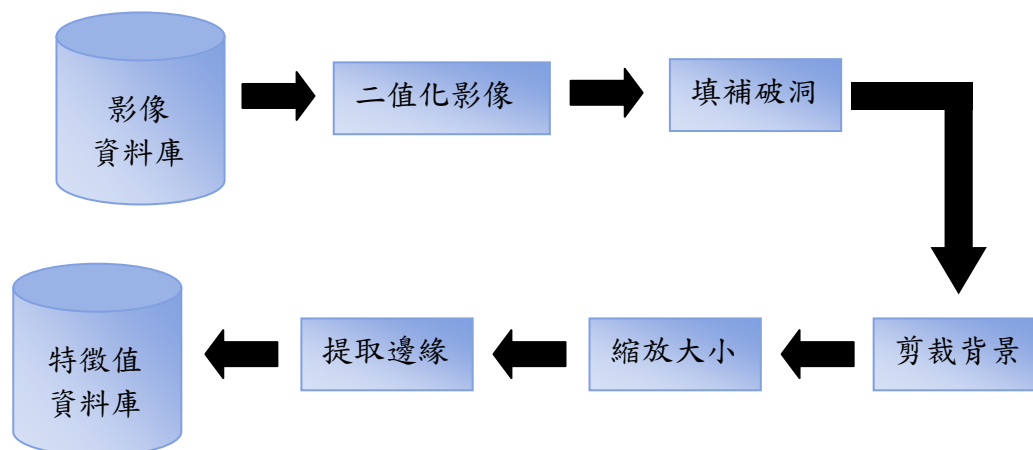 影像
資料庫
二值化影像
填補破洞
剪裁背景
縮放大小
提取邊緣
特徵值
資料庫